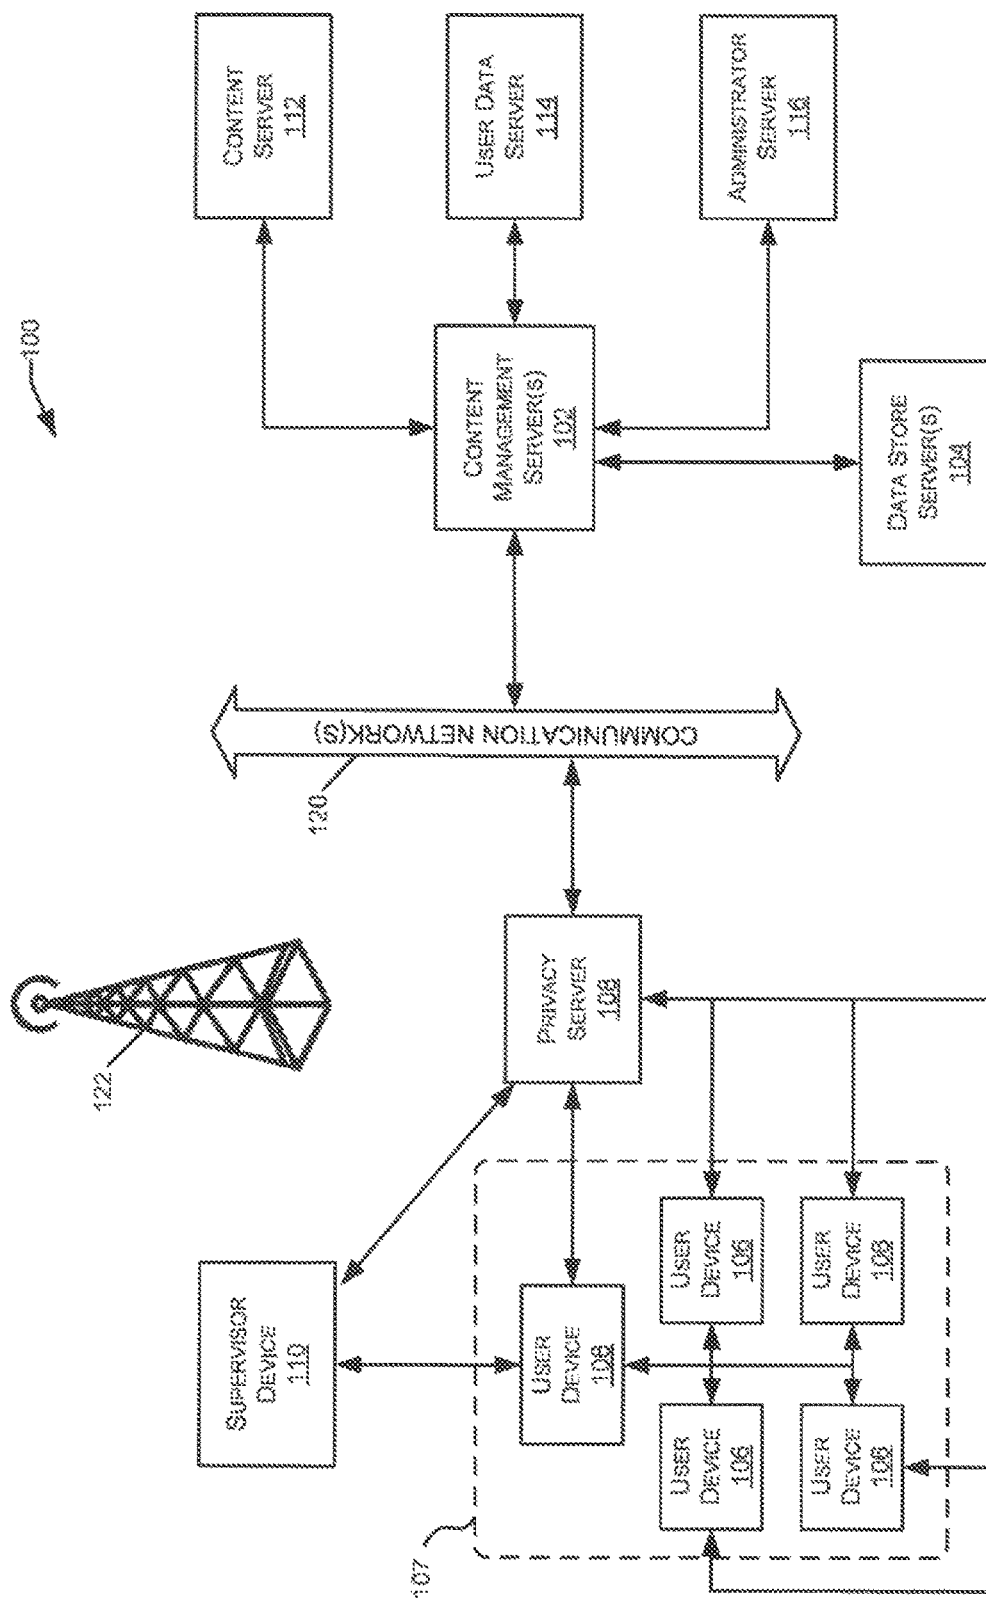 100
122
SUPERVISOR
DEVICE
110
CONTENT
SERVER
112
120
COMMUNICATION NETWORK(S)
107
USER
DEVICE
106
PRIVACY
SERVER
108
CONTENT
MANAGEMENT
SERVER(S)
102
USER DATA
SERVER
114
USER
DEVICE
106
USER
DEVICE
106
ADMINISTRATOR
SERVER
116
USER
DEVICE
106
USER
DEVICE
106
DATA STORE
SERVER(S)
104